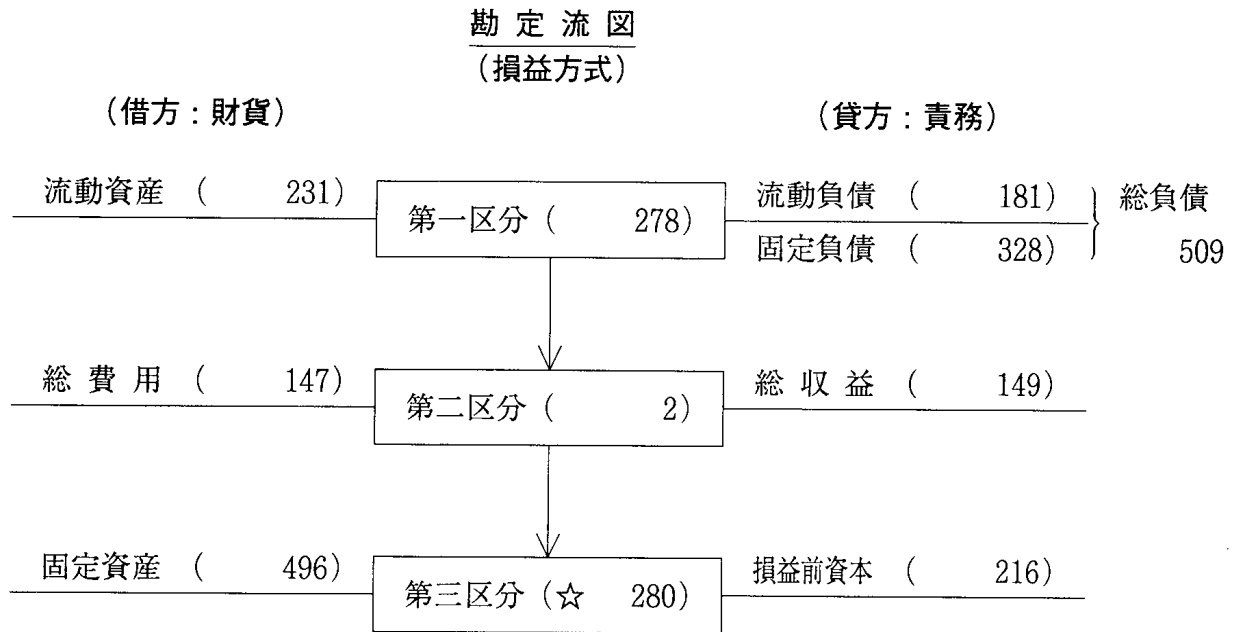 勘定流図
(損益方式)
(借方：財貨) (貸方：責務)
流動資産 ( 231) 第一区分 ( 278) 流動負債 ( 181) 総負債
固定負債 ( 328) 509
総費用 ( 147) 第二区分 ( 2) 総収益 ( 149)
固定資産 ( 496) 第三区分 (☆ 280) 損益前資本 ( 216)